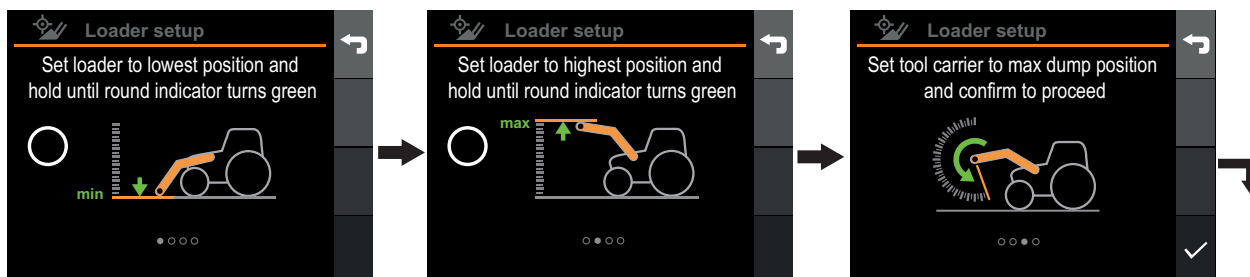 Loader setup
Set loader to lowest position and
hold until round indicator turns green
min
Loader setup
Set loader to highest position and
hold until round indicator turns green
max
Loader setup
Set tool carrier to max dump position
and confirm to proceed